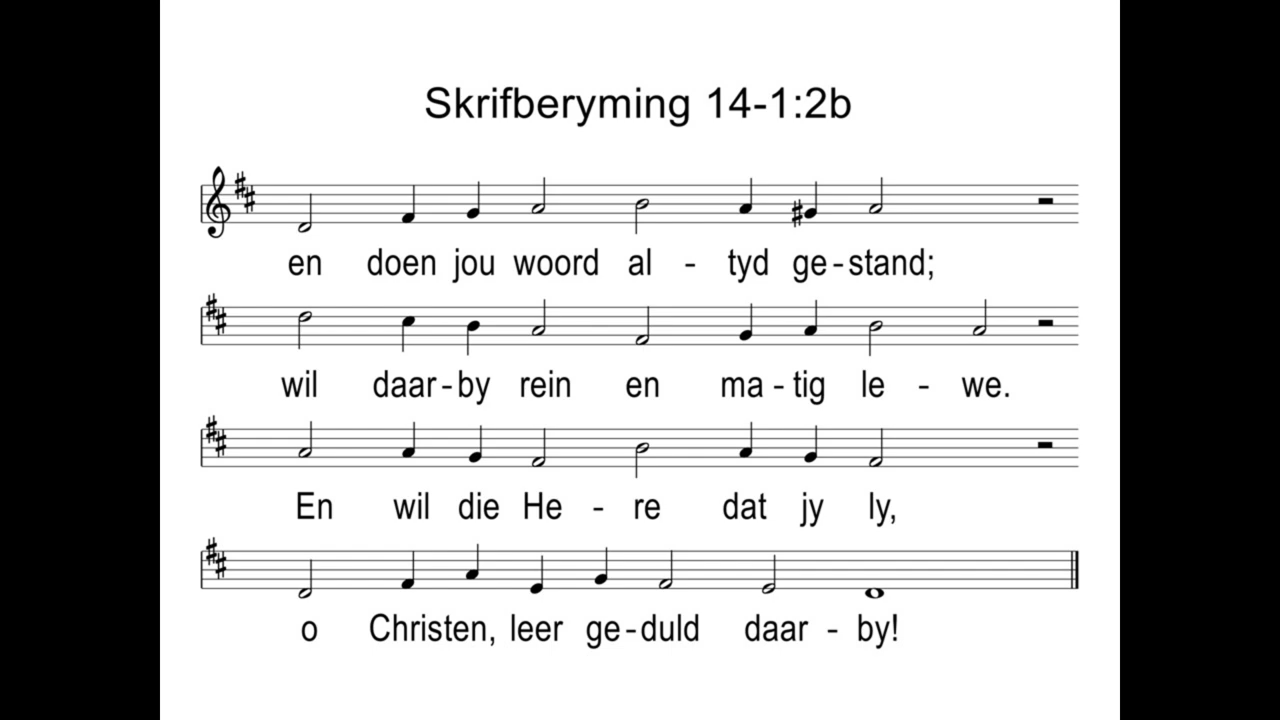 Skrifberyming 14-1:2b
en doen jou woord al - tyd ge-stand;
wil daar-by rein en ma-tig le - we.
En wil die He - re dat jy ly,
o Christen, leer ge-duld daar - by!